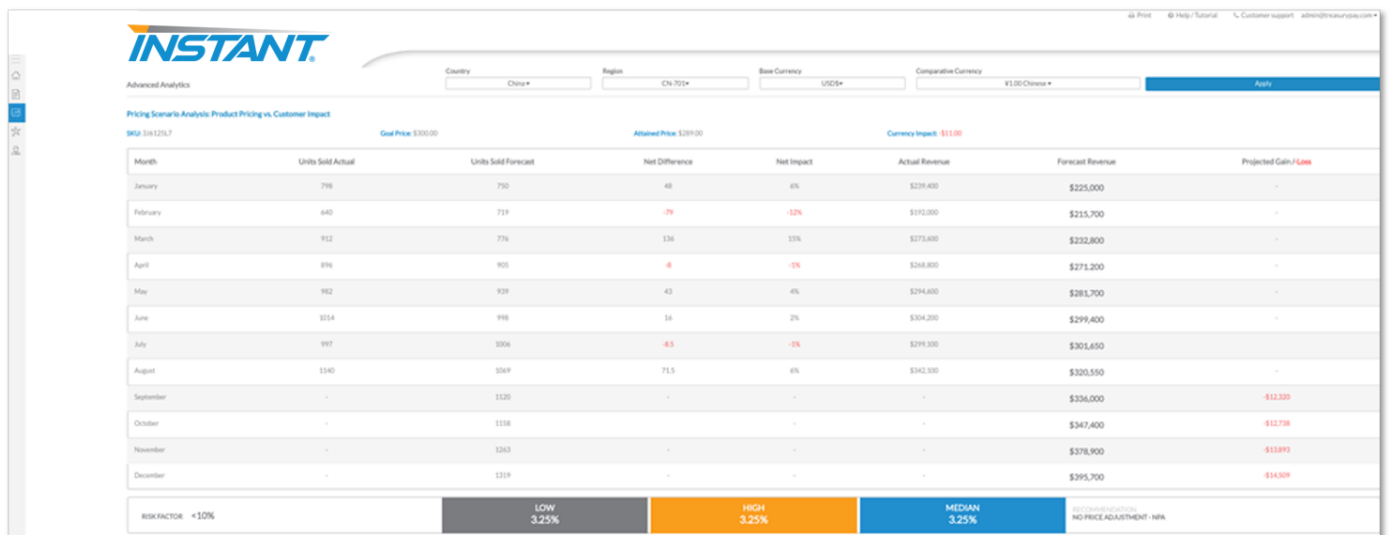 Print Help / Tutorial Customer support admin@treasurypay.com
INSTANT®
Country Region Base Currency Comparative Currency
Advanced Analytics China CN-701 USD$ ¥1.00 Chinese Apply
Pricing Scenario Analysis: Product Pricing vs. Customer Impact
SKU: Goal Price: $300.00 Attained Price: $289.00 Currency Impact: -$11.00
Month Units Sold Actual Units Sold Forecast Net Difference Net Impact Actual Revenue Forecast Revenue Projected Gain / -Loss
January 798 750 48 6% $239,400 $225,000 -
February 640 719 -79 -12% $192,000 $215,700 -
March 912 776 136 15% $273,600 $232,800 -
April 896 905 -8 -1% $268,800 $271,200 -
May 982 939 43 4% $294,600 $281,700 -
June 1014 998 16 2% $304,200 $299,400 -
July 997 1006 -8.5 -1% $299,100 $301,650 -
August 1140 1069 71.5 6% $342,100 $320,550 -
September - 1120 - - - $336,000 -$12,320
October - 1158 - - - $347,400 -$12,738
November - 1263 - - - $378,900 -$13,893
December - 1319 - - - $395,700 -$14,509
LOW HIGH MEDIAN RECOMMENDATION
RISK FACTOR <10% 3.25% 3.25% 3.25% NO PRICE ADJUSTMENT - NPA